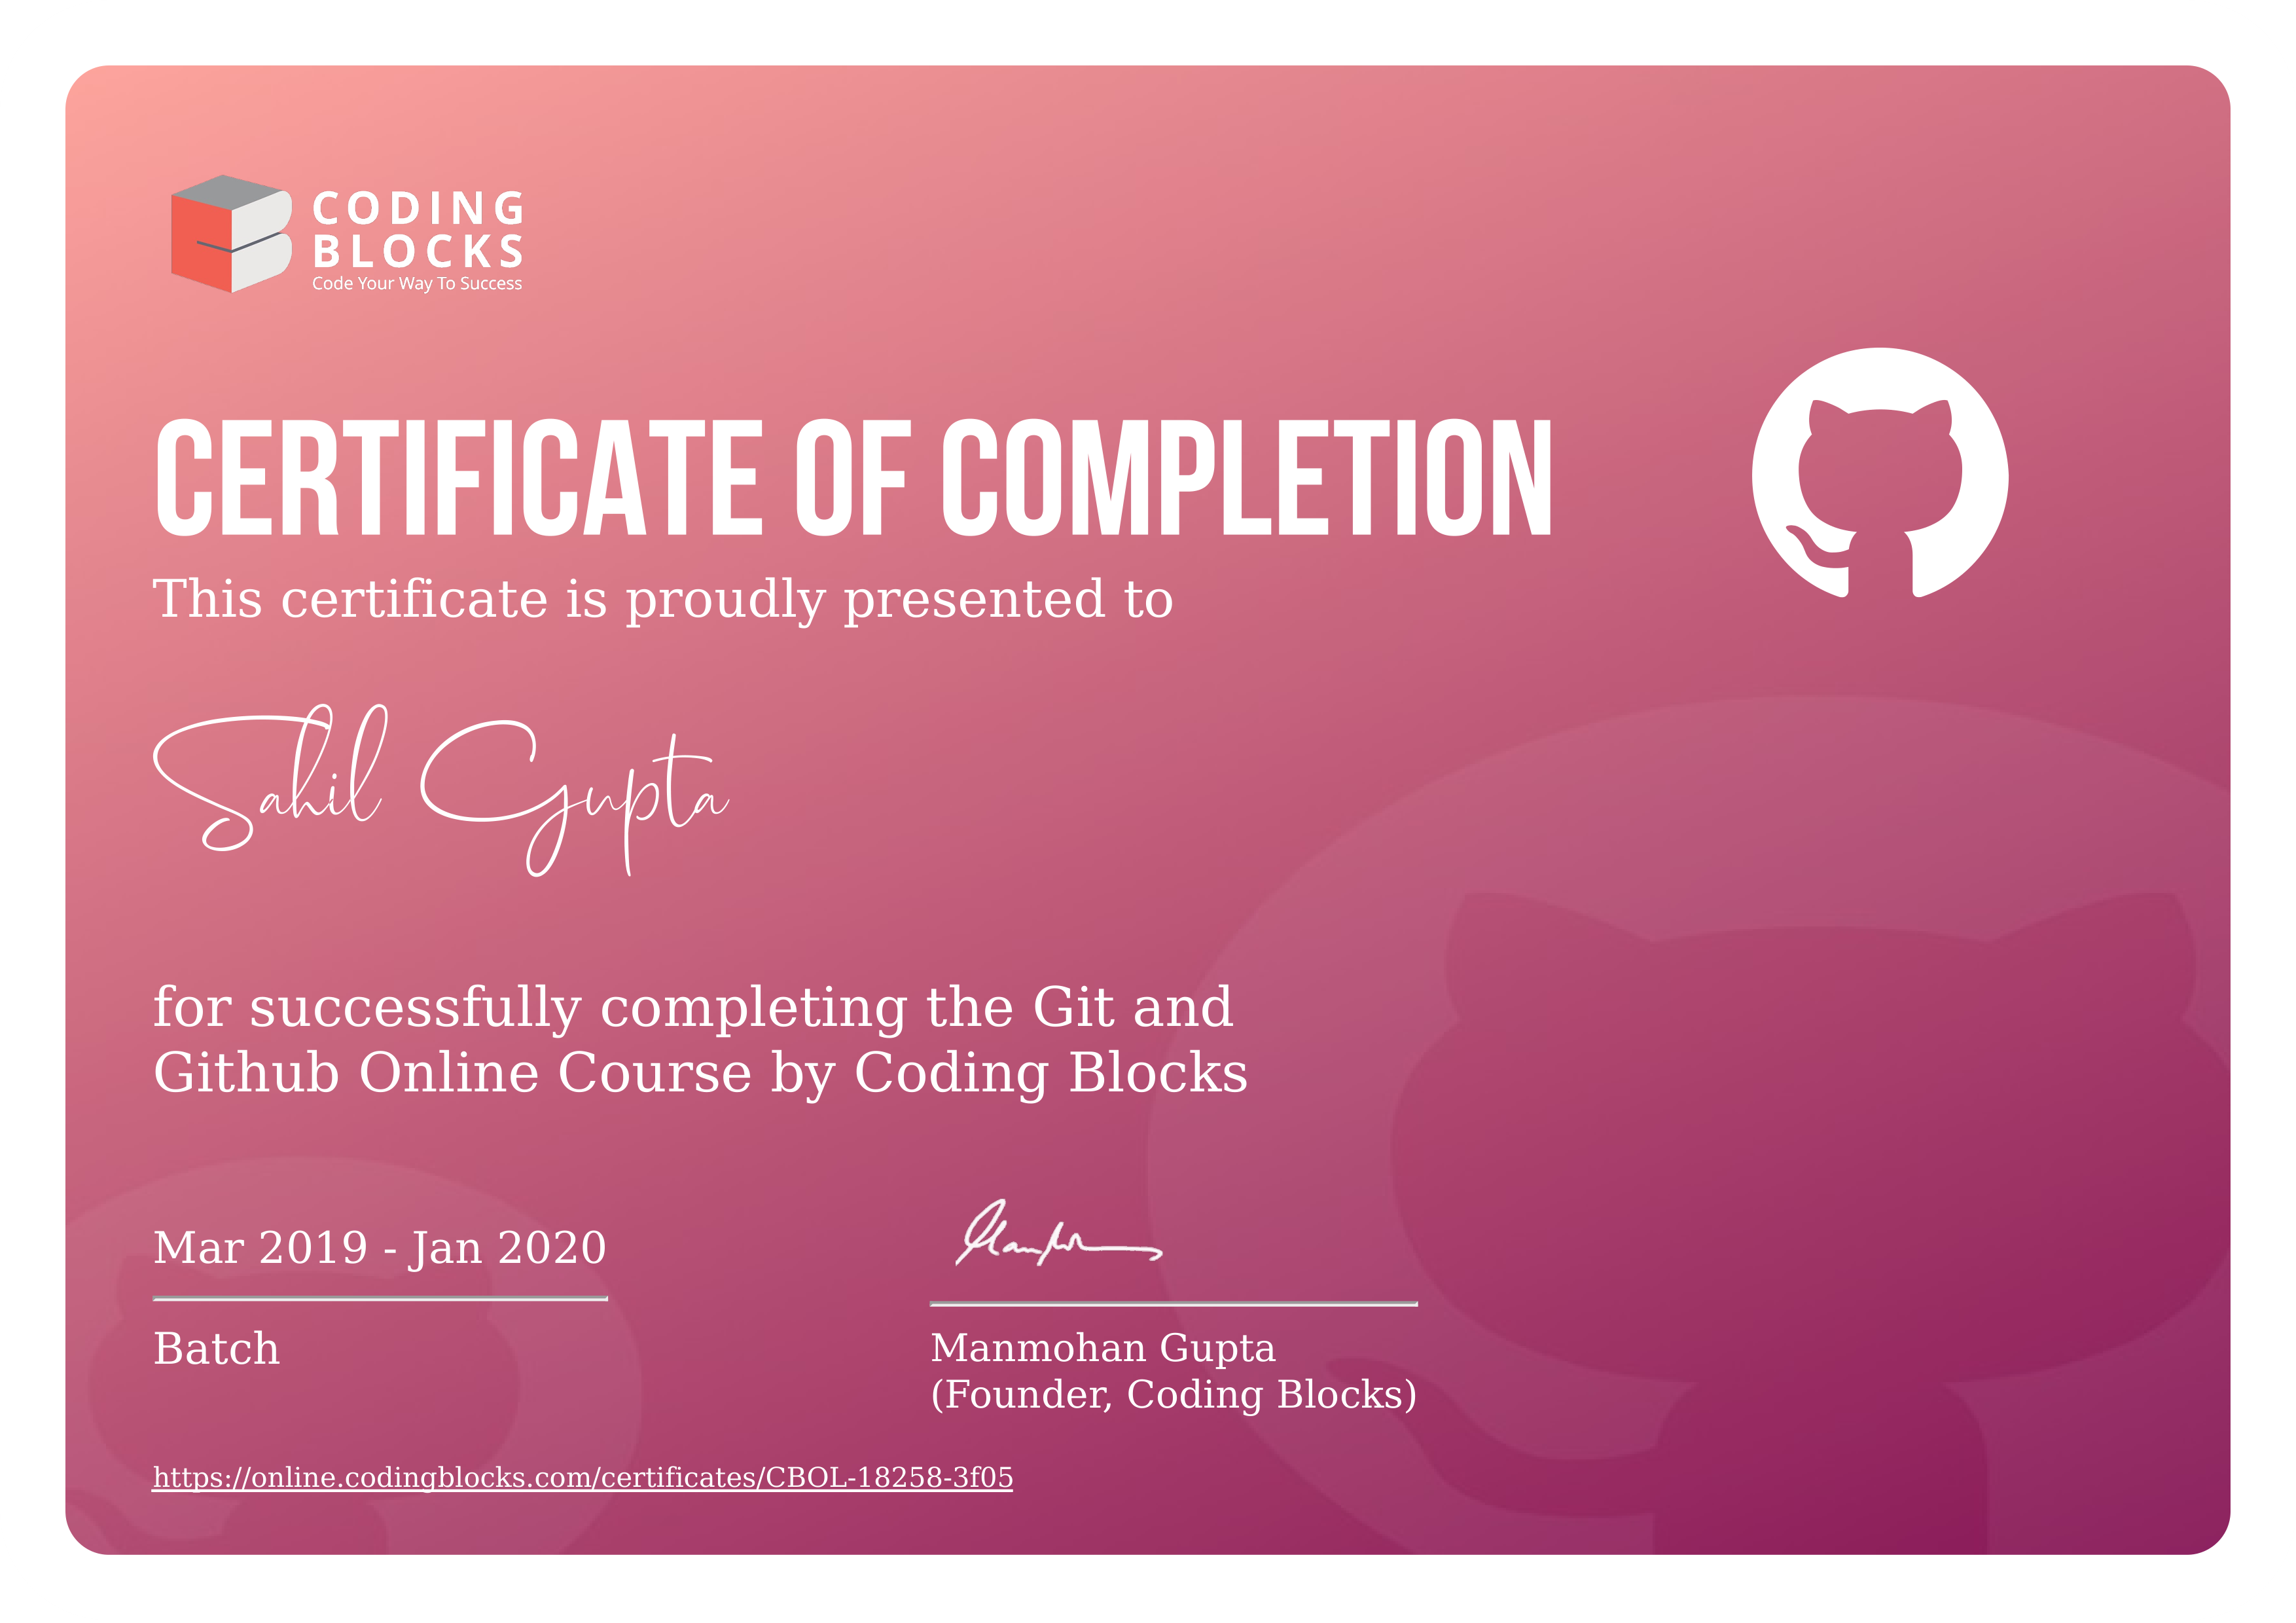 CODING
BLOCKS
Code Your Way To Success
CERTIFICATE OF COMPLETION
This certificate is proudly presented to
Sahil Gupta
for successfully completing the Git and
Github Online Course by Coding Blocks
Mar 2019 - Jan 2020
Batch
Manmohan Gupta
(Founder, Coding Blocks)
https://online.codingblocks.com/certificates/CBOL-18258-3f05